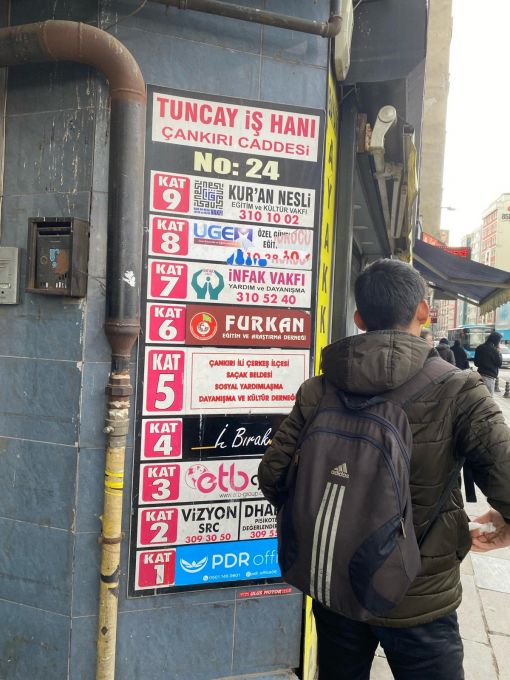 TUNCAY İŞ HANI
ÇANKIRI CADDESİ
No: 24
KAT 9
KUR'AN NESLİ
EĞİTİM ve KÜLTÜR VAKFI
310 10 02
KAT 8
UGEM
ÖZEL
KAT 7
İNFAK VAKFI
YARDIM ve DAYANIŞMA
310 52 40
KAT 6
FURKAN
EĞİTİM VE ARAŞTIRMA DERNEĞİ
KAT 5
ÇANKIRI İLİ ÇERKEŞ İLÇESİ
SAÇAK BELDESİ
SOSYAL YARDIMLAŞMA
DAYANIŞMA VE KÜLTÜR DERNEĞİ
KAT 4
KAT 3
etb
KAT 2
VİZYON
SRC
309 30 50
309 55
KAT 1
PDR
ULUS MOTOR
adidas